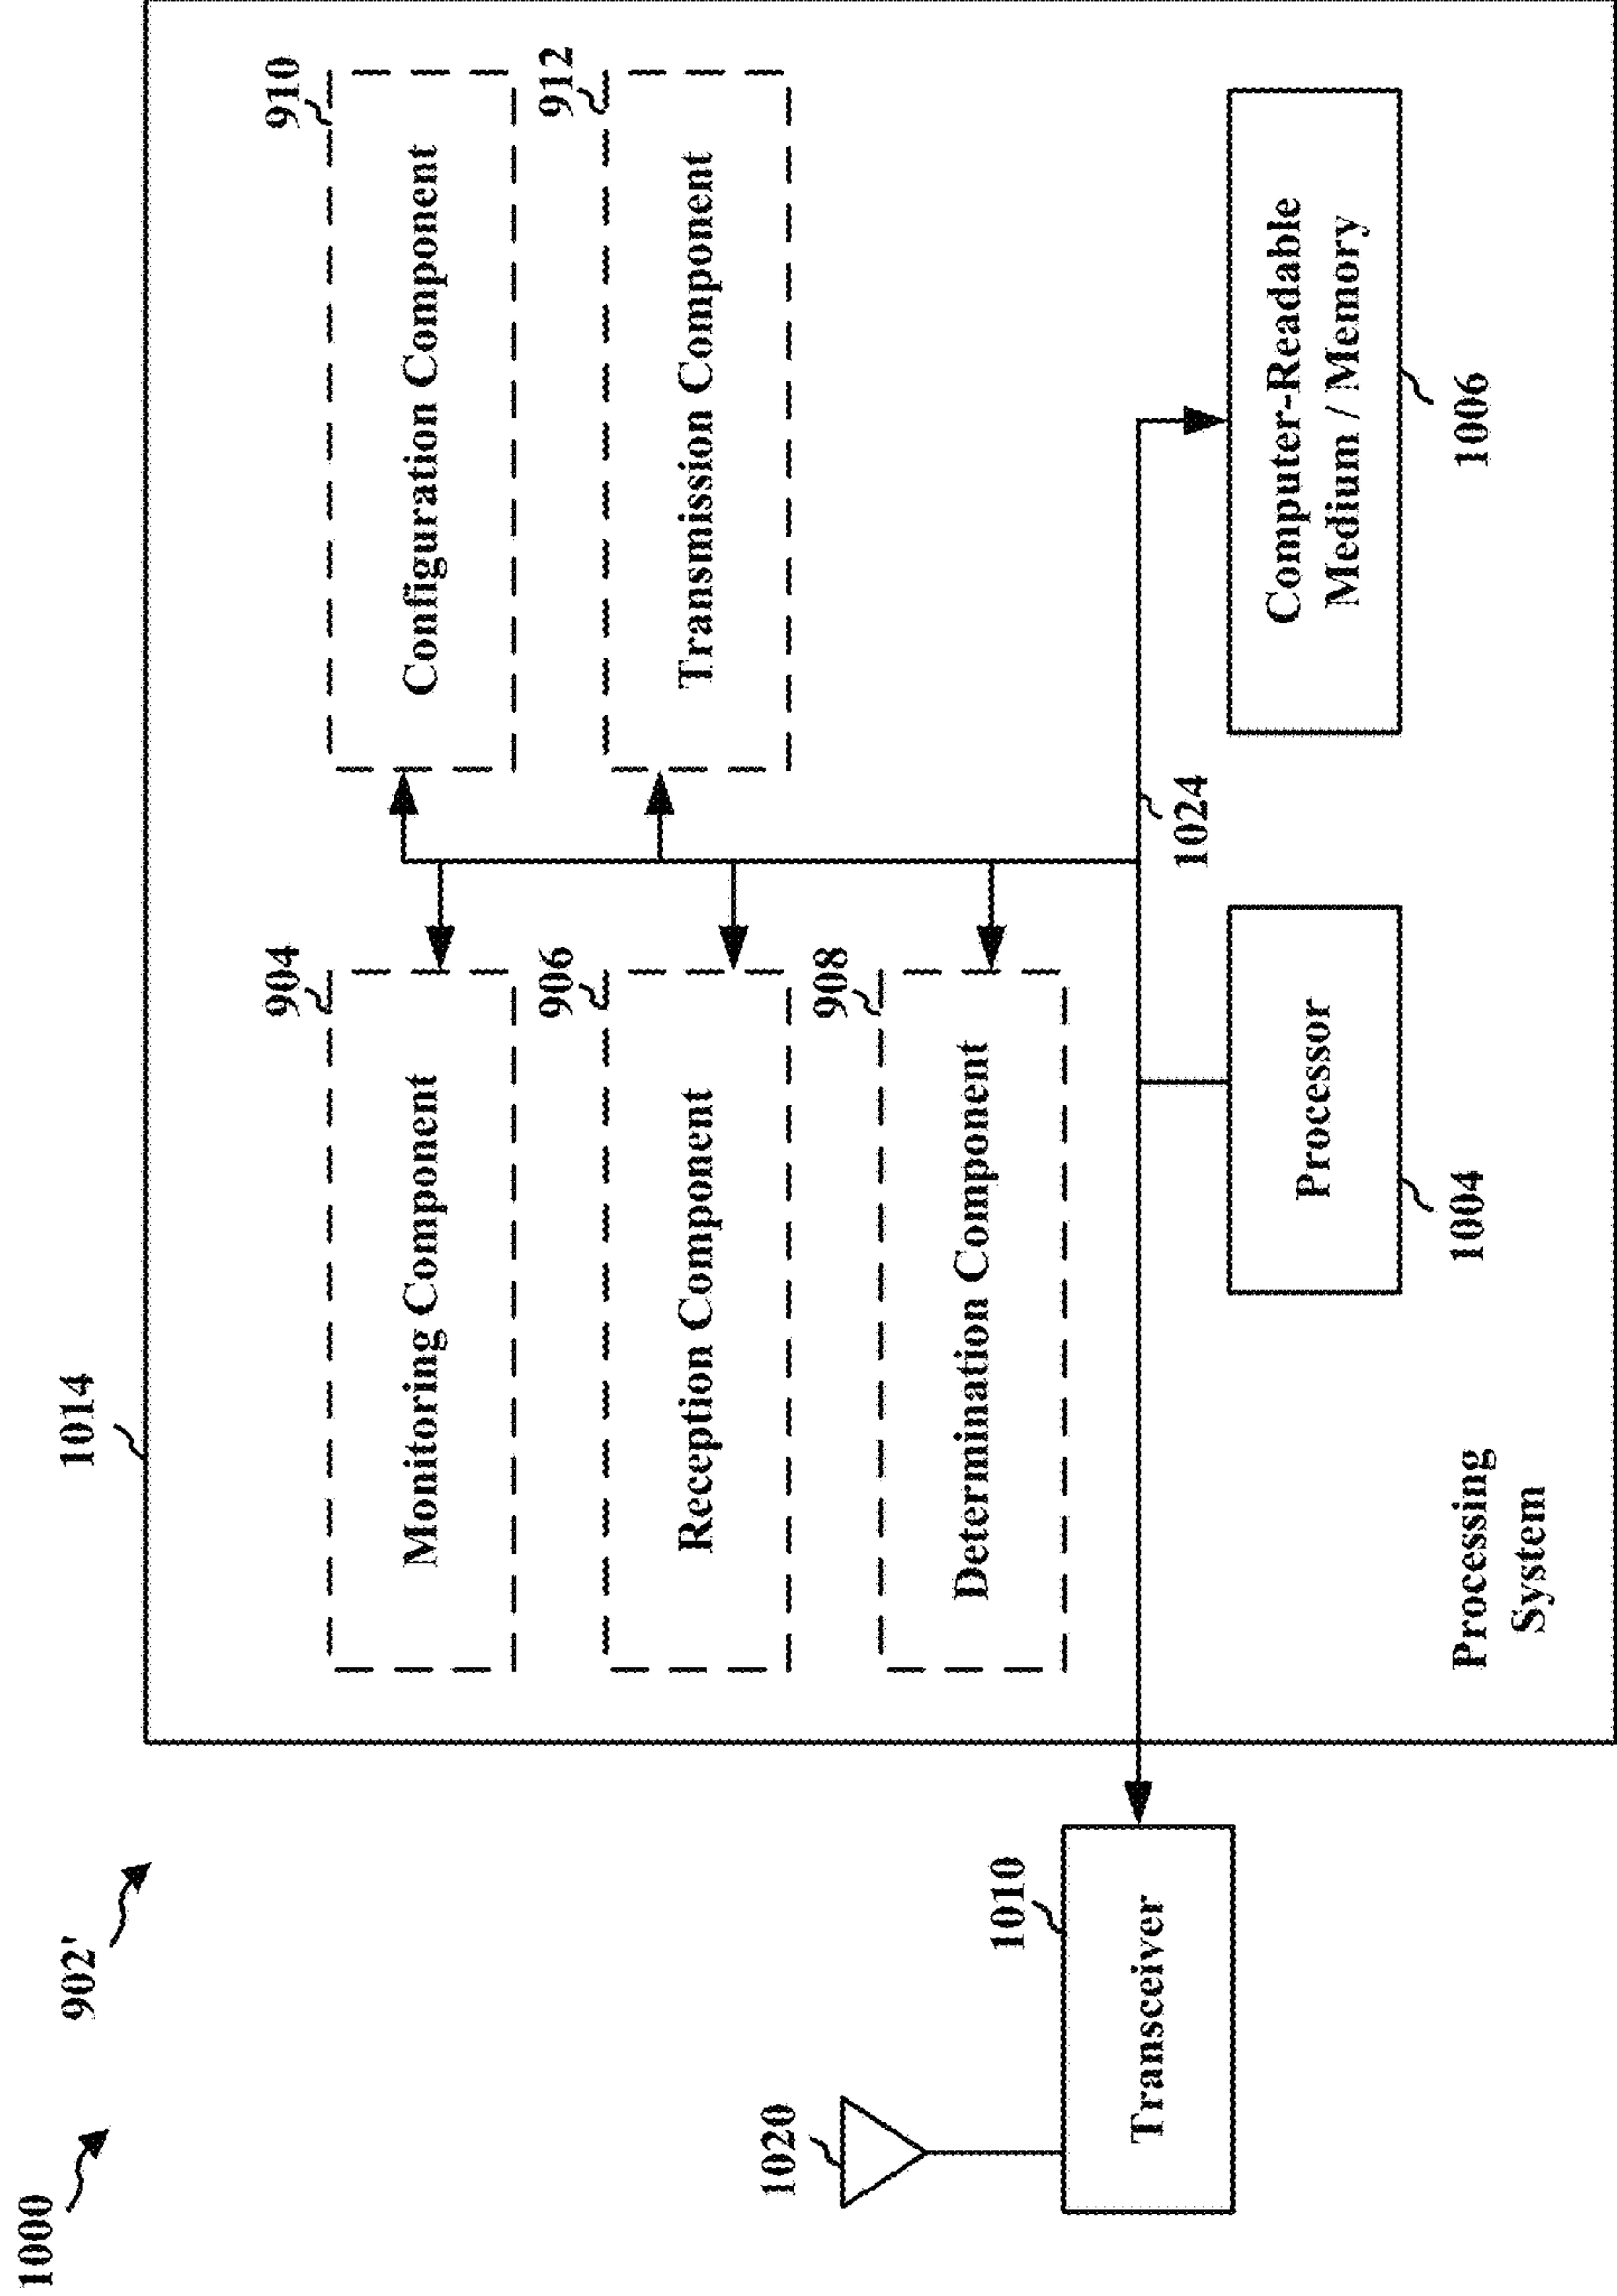 1000
902'
1014
904
Monitoring Component
910
Configuration Component
906
Reception Component
912
Transmission Component
908
Determination Component
1020
1010
Transceiver
1024
Processor
1004
Computer-Readable
Medium / Memory
1006
Processing
System